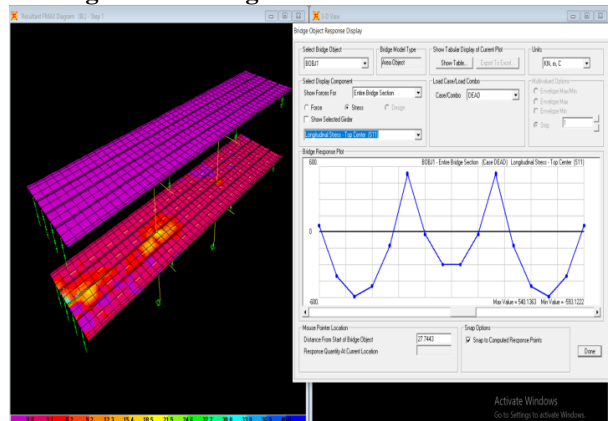 Resultant FMAX Diagram (BL) - Step 1
3-D View
Bridge Object Response Display
Select Bridge Object
BOBJ1
Bridge Model Type
Area Object
Show Tabular Display of Current Plot
Show Table...
Export To Excel...
Units
KN, m, C
Select Display Component
Show Forces For
Entire Bridge Section
Force
Stress
Design
Show Selected Girder
Longitudinal Stress - Top Center (S11)
Load Case/Load Combo
Case/Combo
DEAD
Multivalued Options
Envelope Max/Min
Envelope Max
Envelope Min
Step
1
Bridge Response Plot
600.
BOBJ1 - Entire Bridge Section (Case DEAD) Longitudinal Stress - Top Center (S11)
0
-600.
Max Value = 548.1363 Min Value = -593.1222
Mouse Pointer Location
Distance From Start of Bridge Object
27.7443
Response Quantity At Current Location
Snap Options
Snap to Computed Response Points
Done
Activate Windows
Go to Settings to activate Windows.